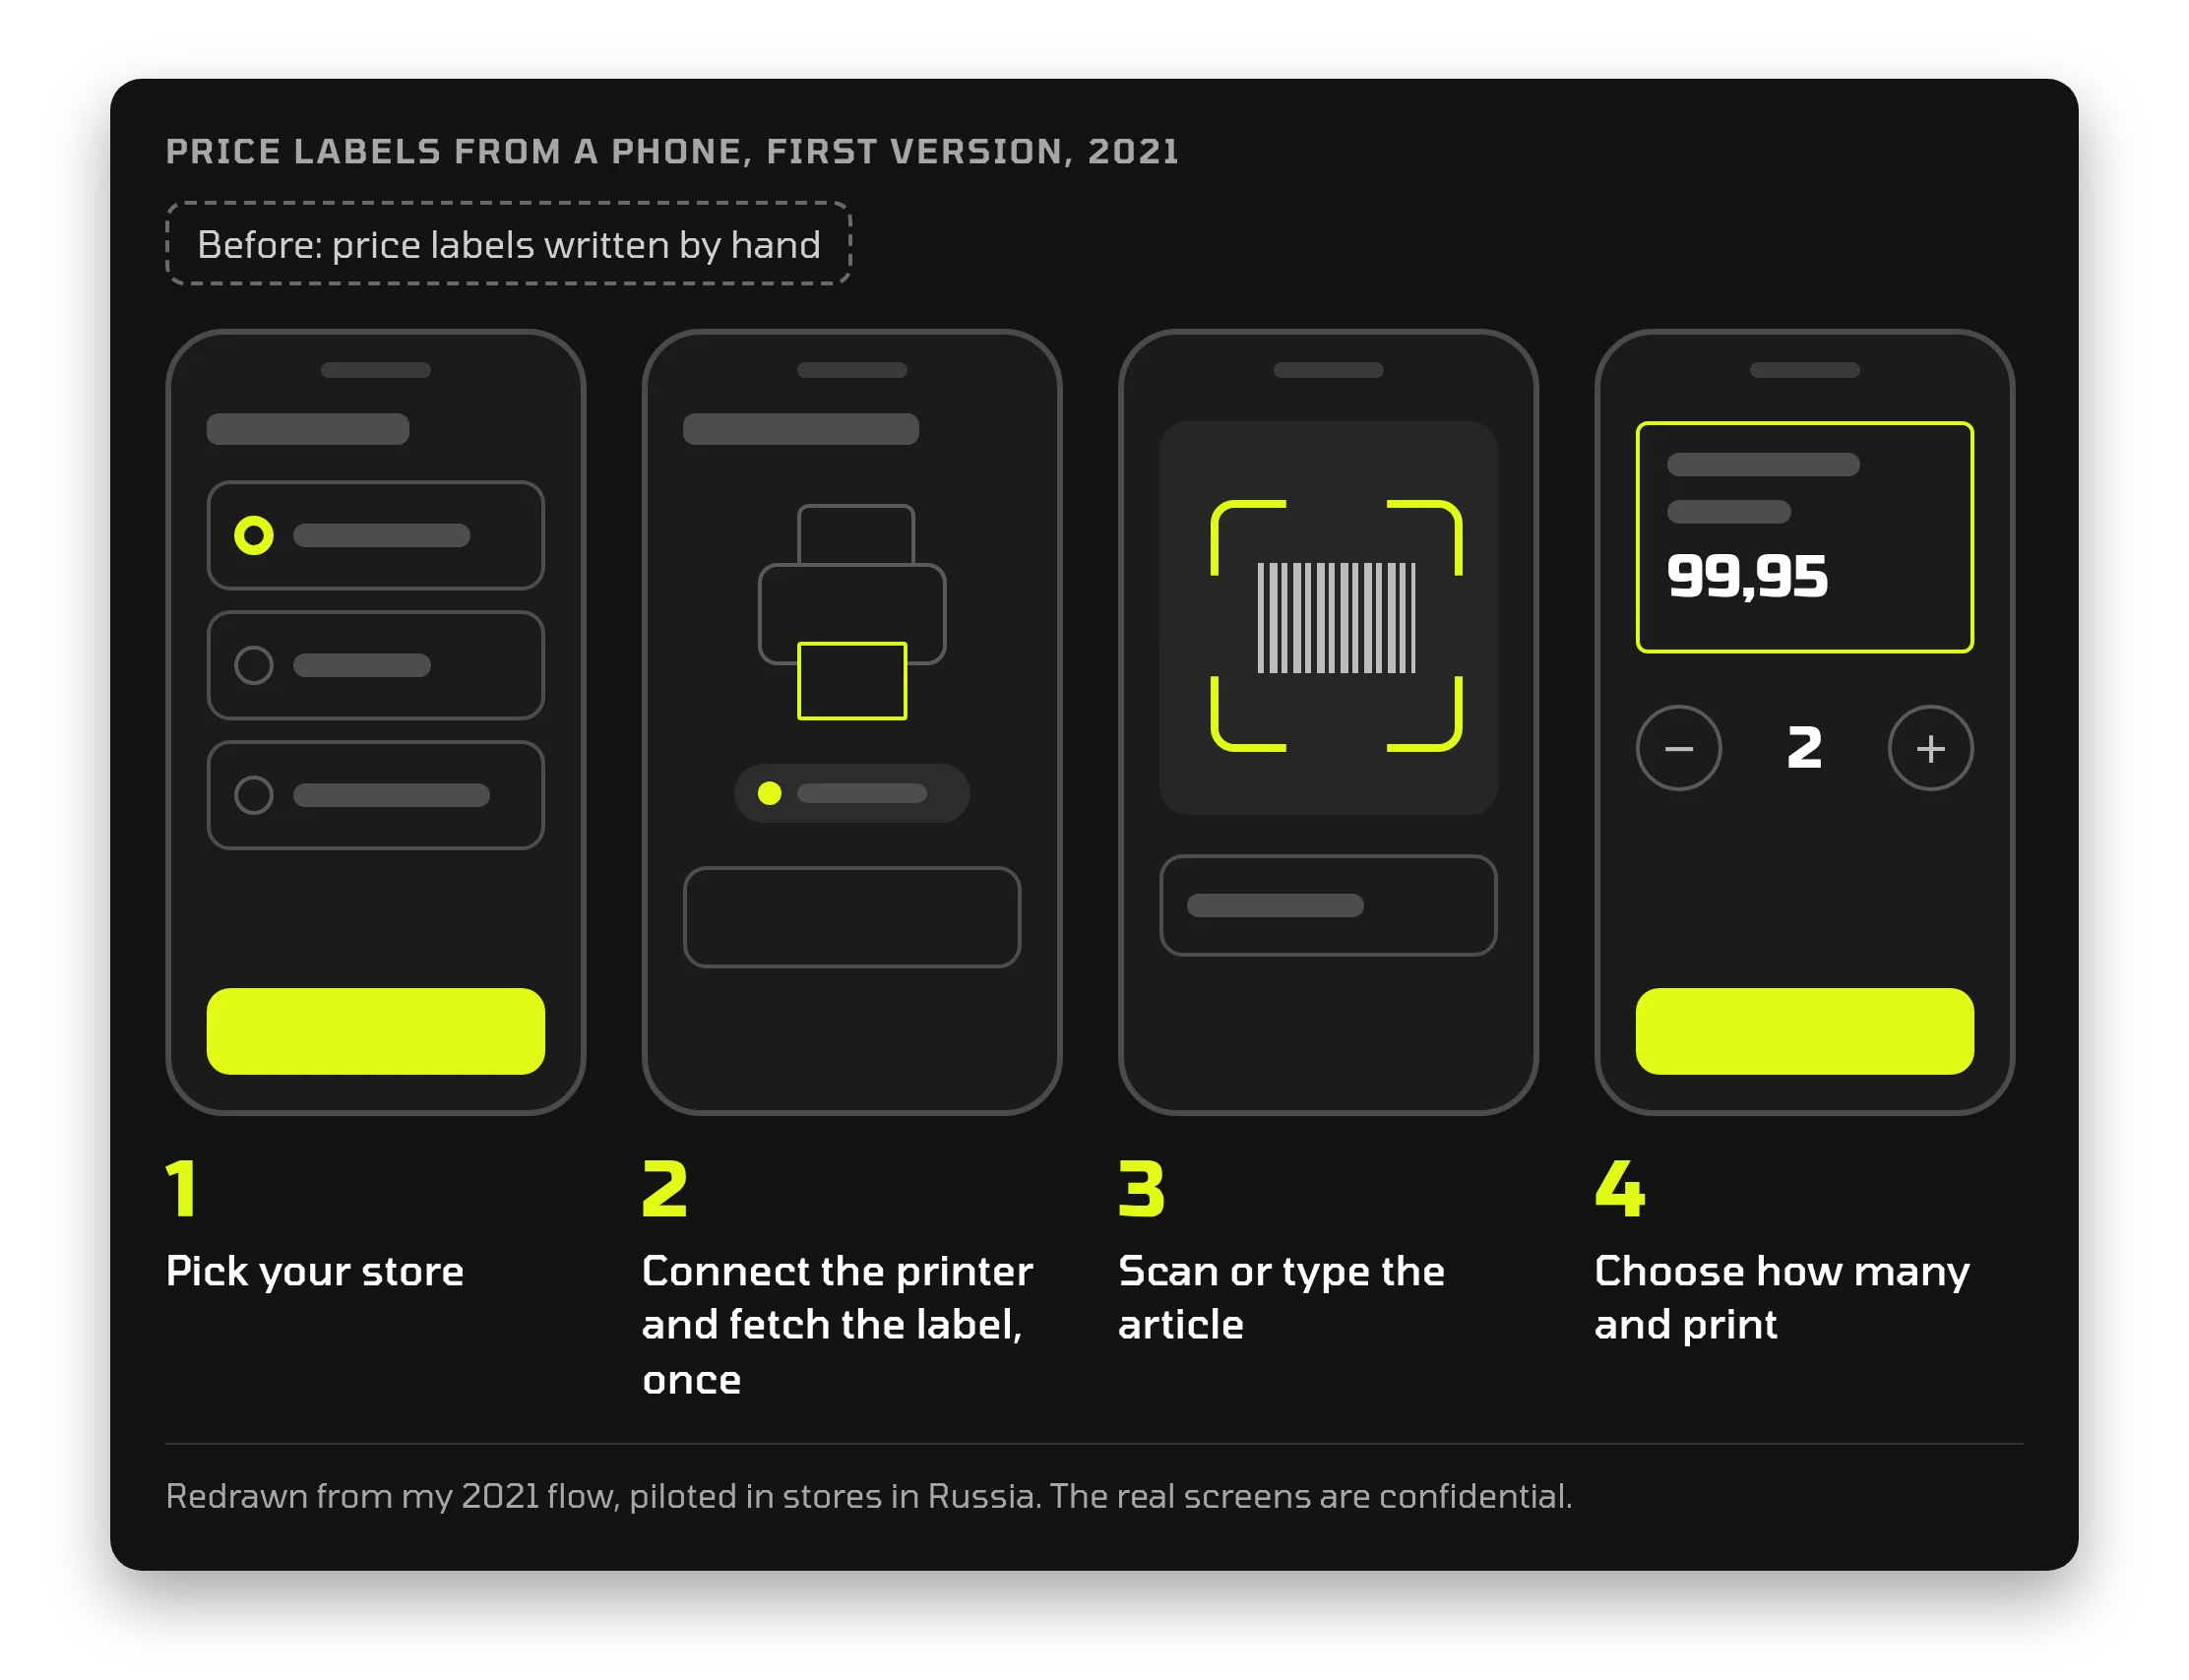 PRICE LABELS FROM A PHONE, FIRST VERSION, 2021
Before: price labels written by hand
99,95
− 2 +
1
Pick your store
2
Connect the printer
and fetch the label,
once
3
Scan or type the
article
4
Choose how many
and print
Redrawn from my 2021 flow, piloted in stores in Russia. The real screens are confidential.